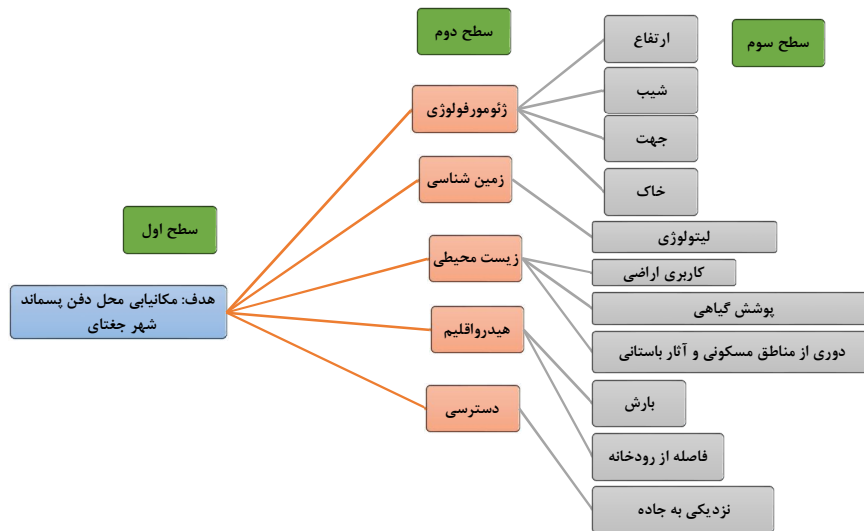 سطح اول
هدف: مکانیابی محل دفن پسماند
شهر جغتای
سطح دوم
ژئومورفولوژی
زمین شناسی
زیست محیطی
هیدرواقلیم
دسترسی
سطح سوم
ارتفاع
شیب
جهت
خاک
لیتولوژی
کاربری اراضی
پوشش گیاهی
دوری از مناطق مسکونی و آثار باستانی
بارش
فاصله از رودخانه
نزدیکی به جاده